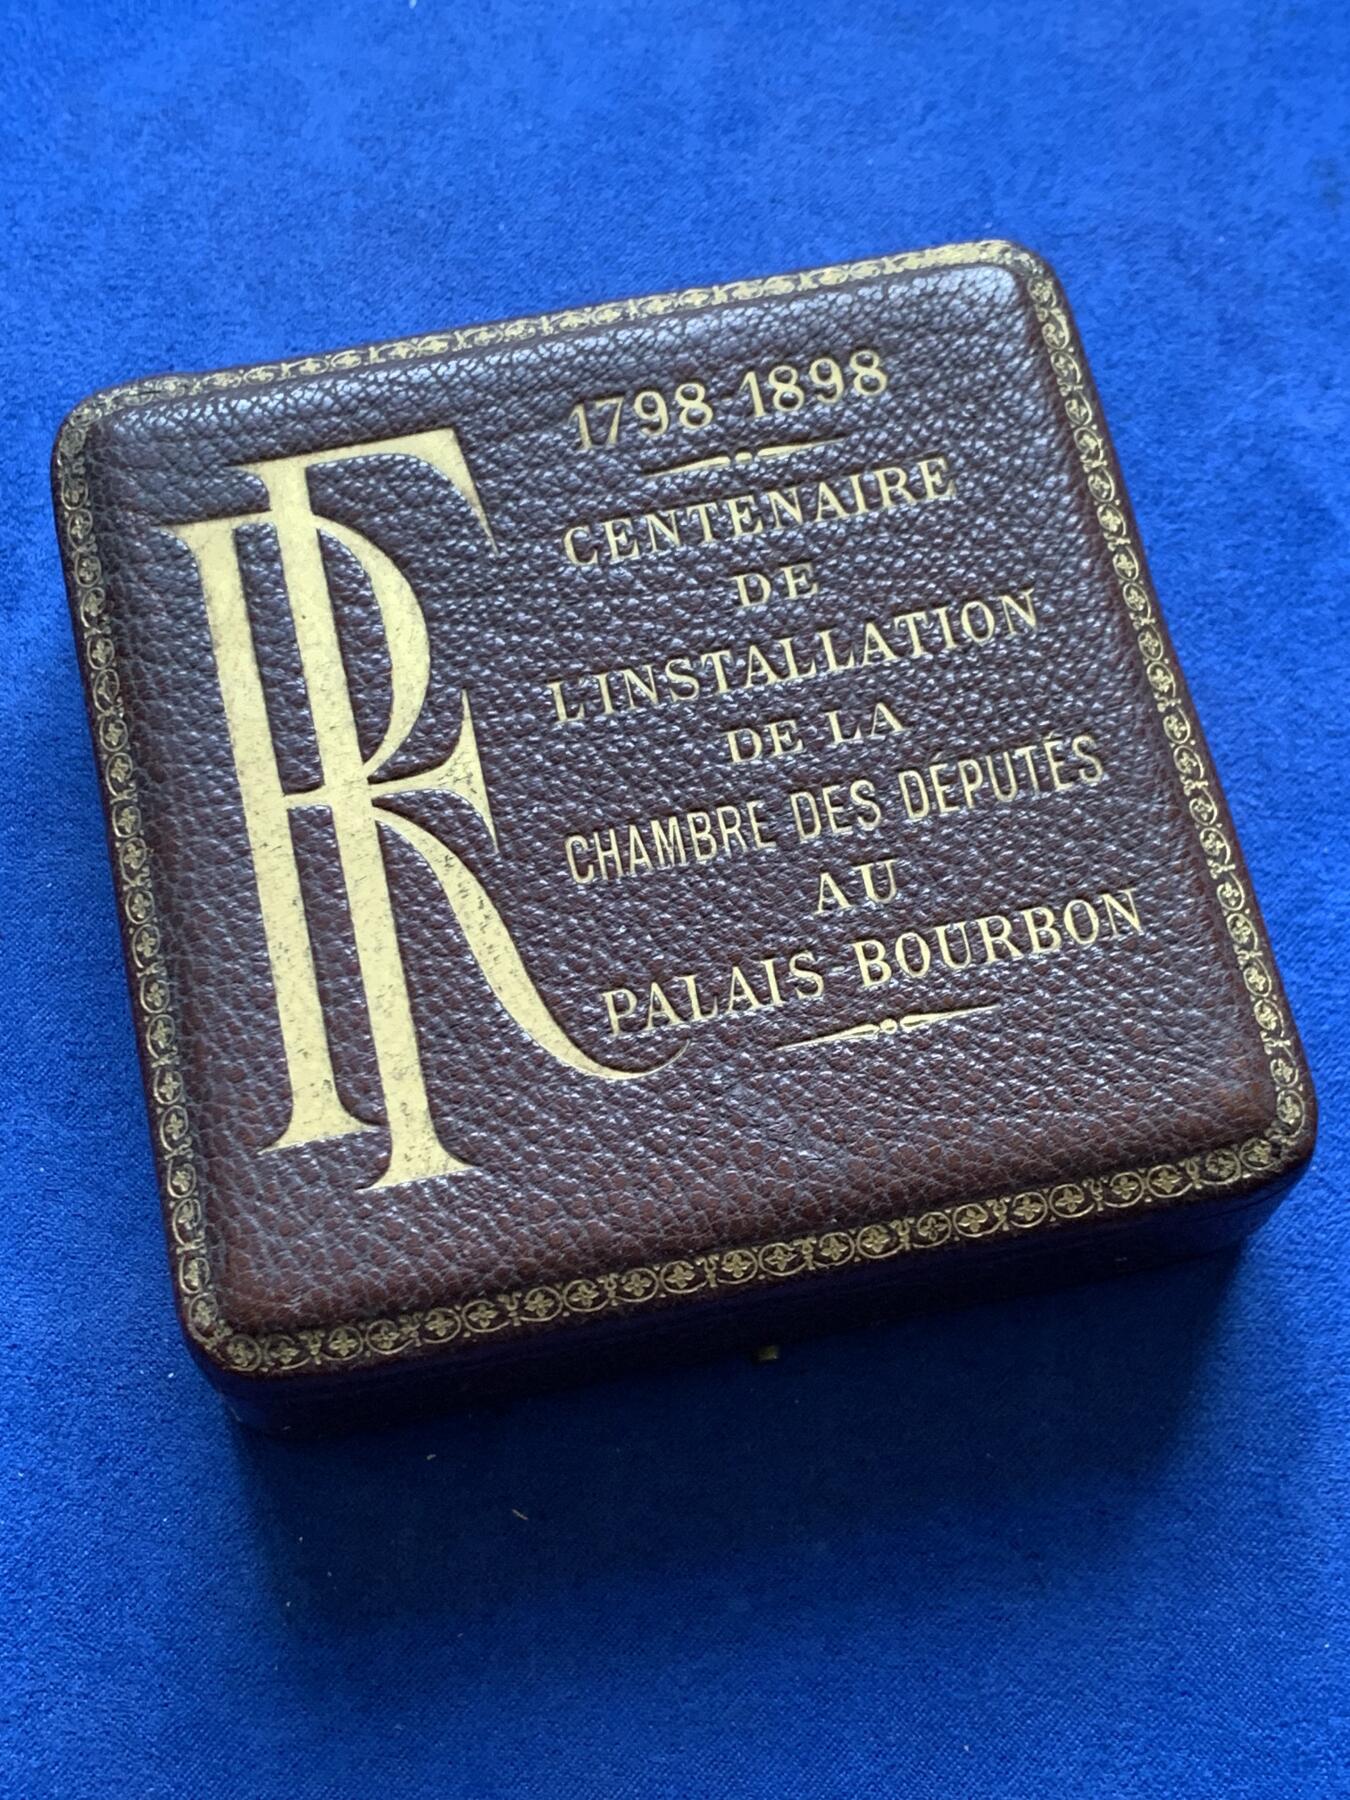 RF
1798-1898
CENTENAIRE
DE
L'INSTALLATION
DE LA
CHAMBRE DES DÉPUTÉS
AU
PALAIS-BOURBON